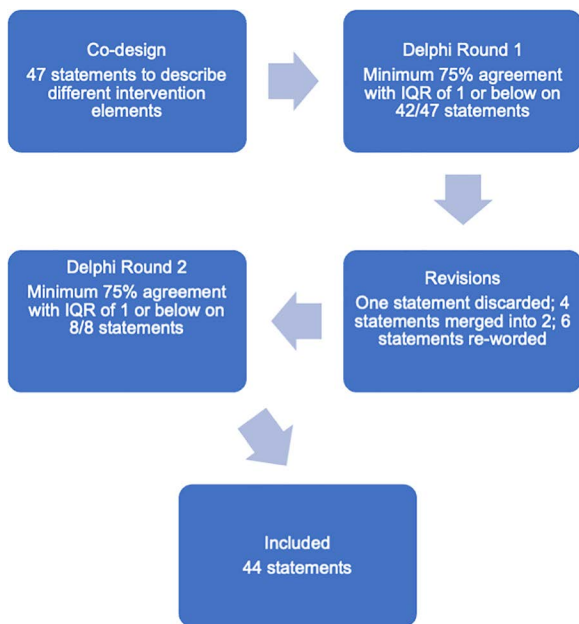 Co-design
47 statements to describe
different intervention
elements
Delphi Round 1
Minimum 75% agreement
with IQR of 1 or below on
42/47 statements
Revisions
One statement discarded; 4
statements merged into 2; 6
statements re-worded
Delphi Round 2
Minimum 75% agreement
with IQR of 1 or below on
8/8 statements
Included
44 statements